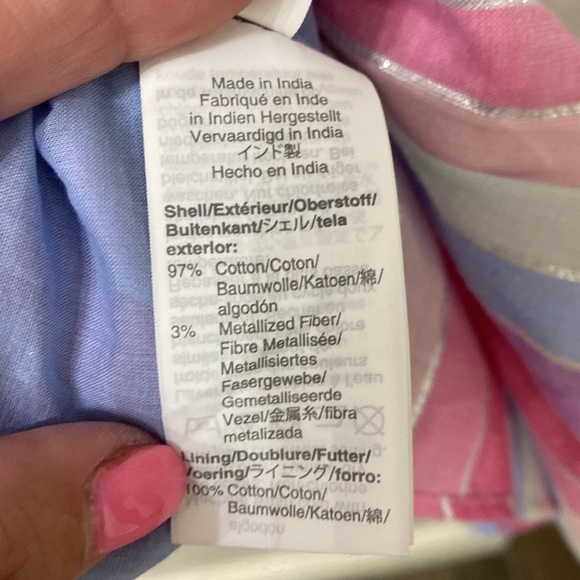 Made in India
Fabriqué en Inde
in Indien Hergestellt
Vervaardigd in India
インド製
Hecho en India
Shell/Extérieur/Oberstoff/
Buitenkant/シェル/tela
exterior:
97% Cotton/Coton/
Baumwolle/Katoen/綿/
algodón
3% Metallized Fiber/
Fibre Metallisée/
Metallisiertes
Fasergewebe/
Gemetalliseerde
Vezel/金属糸/fibra
metalizada
Lining/Doublure/Futter/
Voering/ライニング/forro:
100% Cotton/Coton/
Baumwolle/Katoen/綿/